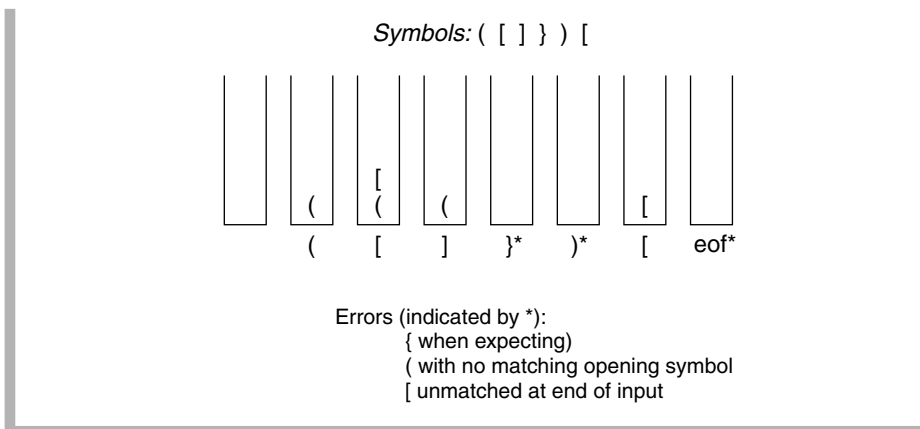 Symbols: ( [ ] } ) [
[
( ( ( [
( [ ] }* )* [ eof*
Errors (indicated by *):
{ when expecting)
( with no matching opening symbol
[ unmatched at end of input